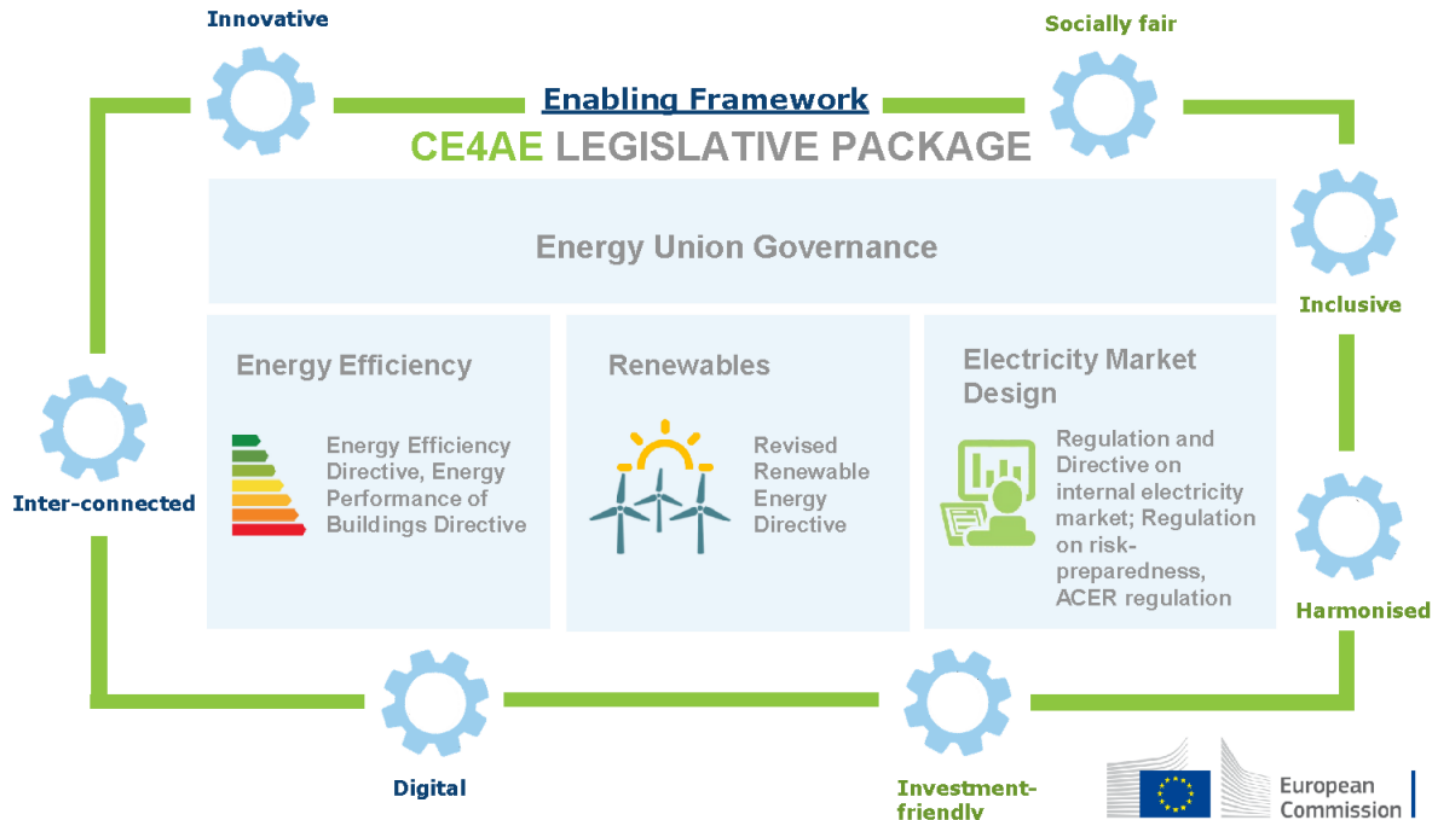 Innovative
Socially fair
Enabling Framework
CE4AE LEGISLATIVE PACKAGE
Energy Union Governance
Inclusive
Energy Efficiency
Energy Efficiency
Directive, Energy
Performance of
Buildings Directive
Renewables
Revised
Renewable
Energy
Directive
Electricity Market
Design
Regulation and
Directive on
internal electricity
market; Regulation
on risk-
preparedness,
ACER regulation
Inter-connected
Harmonised
Digital
Investment-
friendly
European
Commission